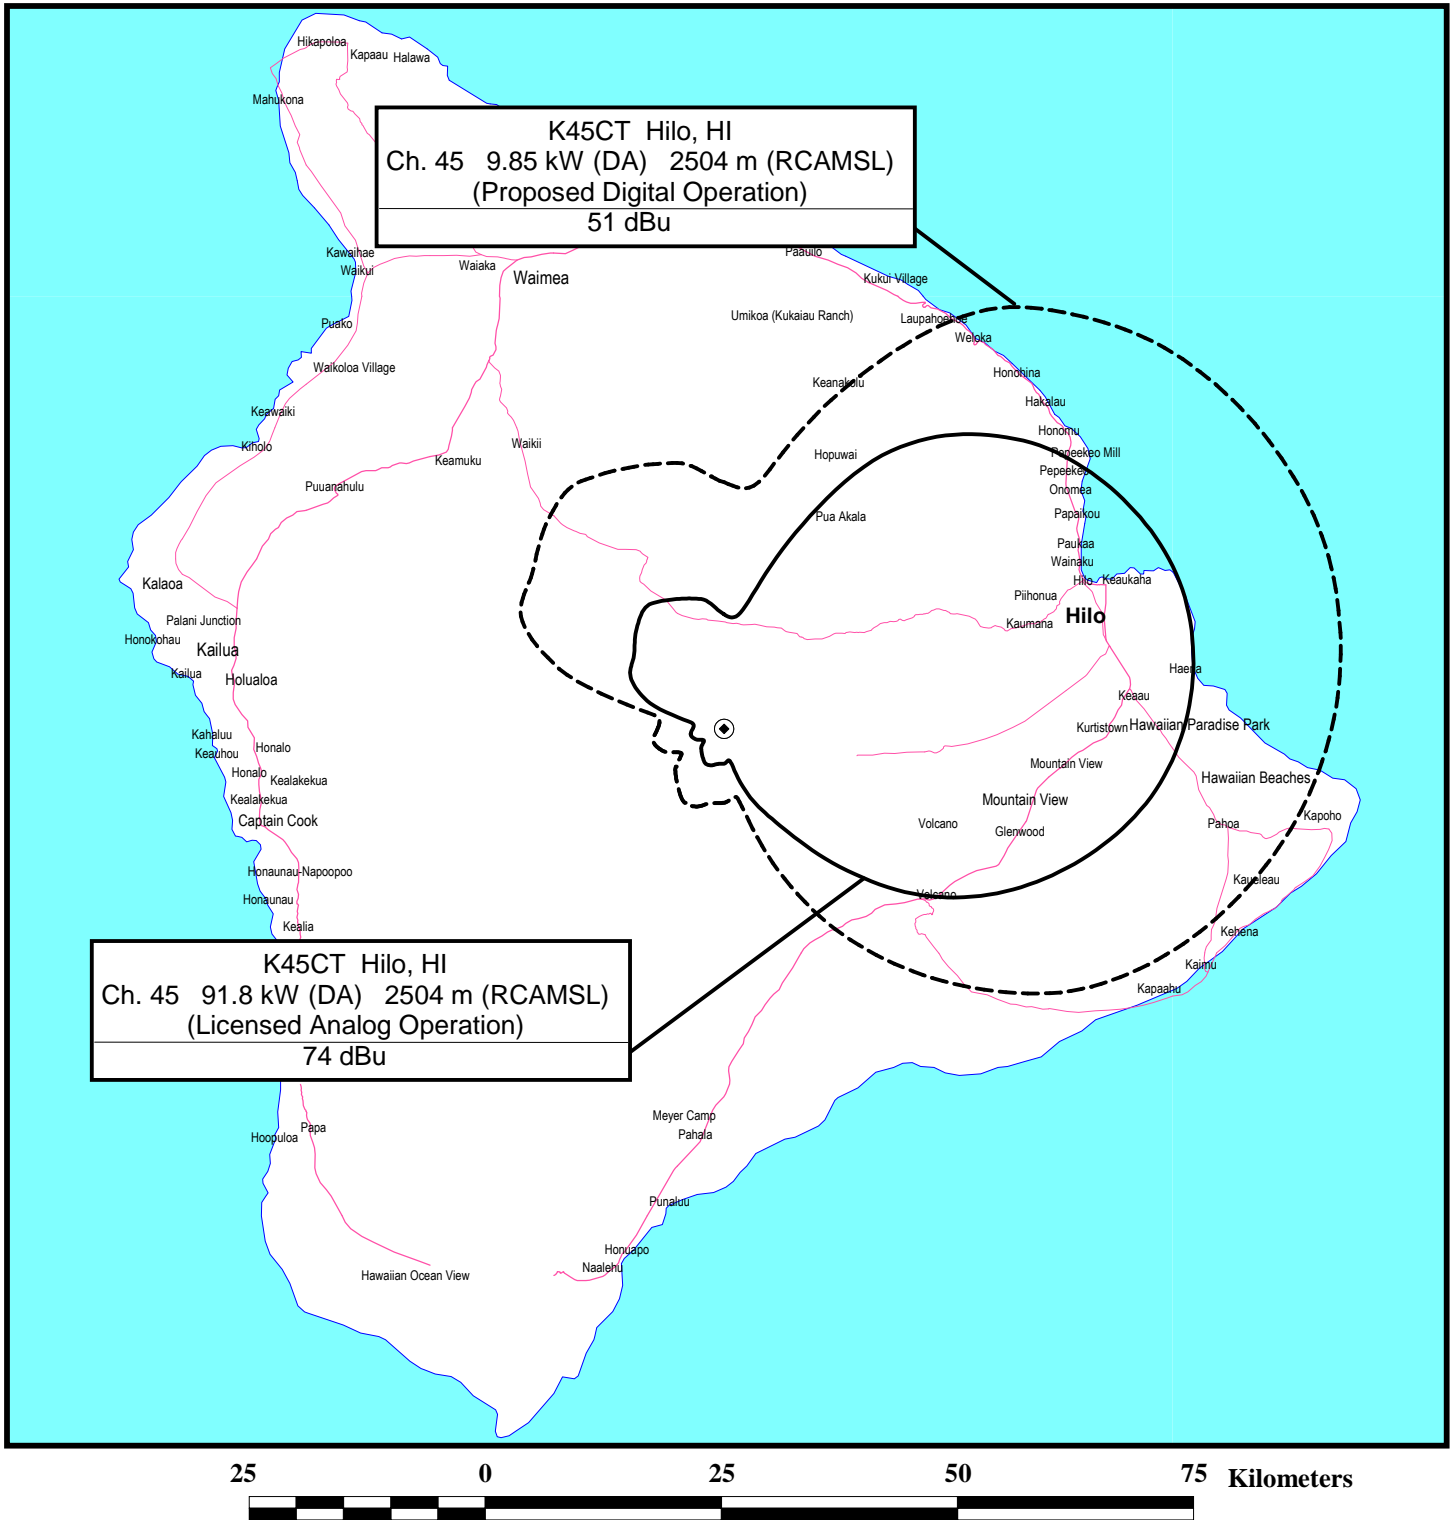 Hikapoloa
Kapaau
Halawa
Mahukona
K45CT Hilo, HI
Ch. 45 9.85 kW (DA) 2504 m (RCAMSL)
(Proposed Digital Operation)
51 dBu
Kawaihae
Waikui
Waiaka
Waimea
Paauilo
Kukui Village
Umikoa (Kukaiau Ranch)
Laupahoehoe
Weloka
Puako
Waikoloa Village
Keanakolu
Honohina
Hakalau
Keawaiki
Kiholo
Waikii
Keamuku
Honomu
Hopuwai
Pepeekeo Mill
Pepeekeo
Puuanahulu
Onomea
Pua Akala
Papaikou
Paukaa
Wainaku
Kalaoa
Hilo
Keaukaha
Piihonua
Palani Junction
Kaumana
Hilo
Honokohau
Kailua
Kailua
Holualoa
Haena
Keaau
Kurtistown
Hawaiian Paradise Park
Kahaluu
Keauhou
Honalo
Honalo
Kealakekua
Mountain View
Hawaiian Beaches
Kealakekua
Mountain View
Captain Cook
Volcano
Glenwood
Pahoa
Kapoho
Honaunau-Napoopoo
Kaueleau
Honaunau
Volcano
Kealia
Kehena
Kaimu
Kapaahu
K45CT Hilo, HI
Ch. 45 91.8 kW (DA) 2504 m (RCAMSL)
(Licensed Analog Operation)
74 dBu
Meyer Camp
Pahala
Papa
Hoopuloa
Punaluu
Honuapo
Naalehu
Hawaiian Ocean View
25 0 25 50 75 Kilometers